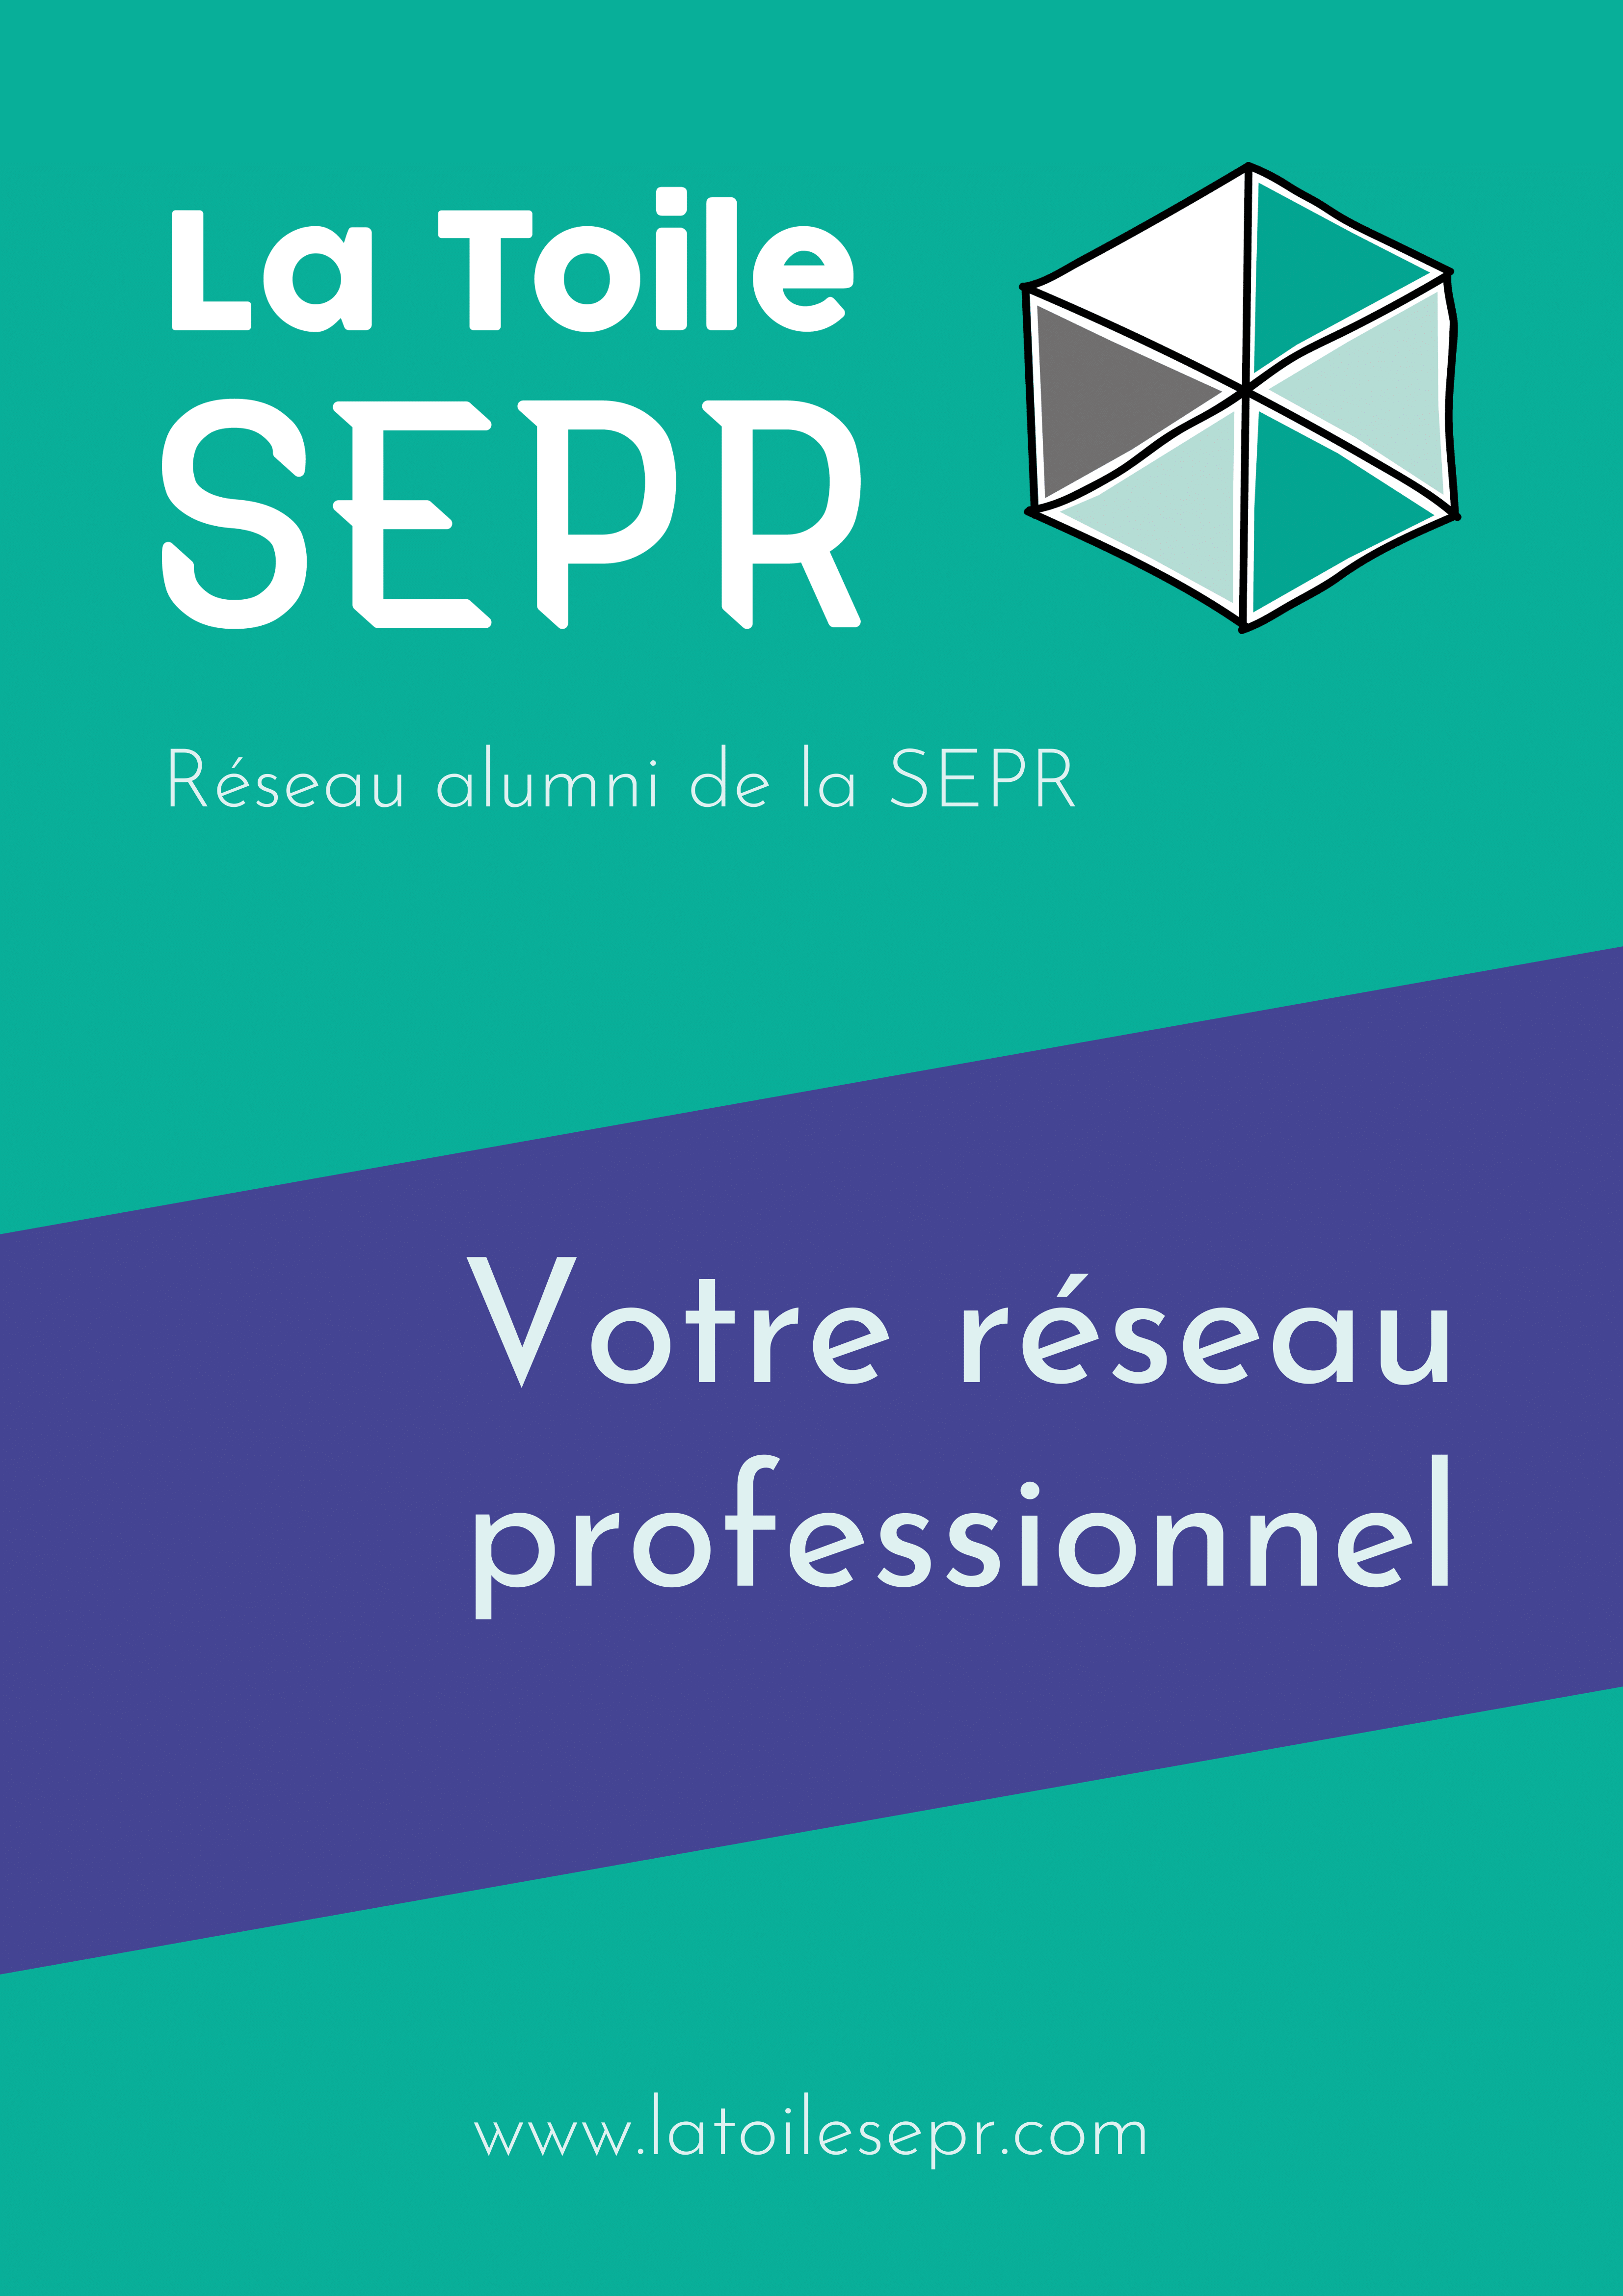 La Toile
SEPR
Réseau alumni de la SEPR
Votre réseau
professionnel
www.latoilesepr.com